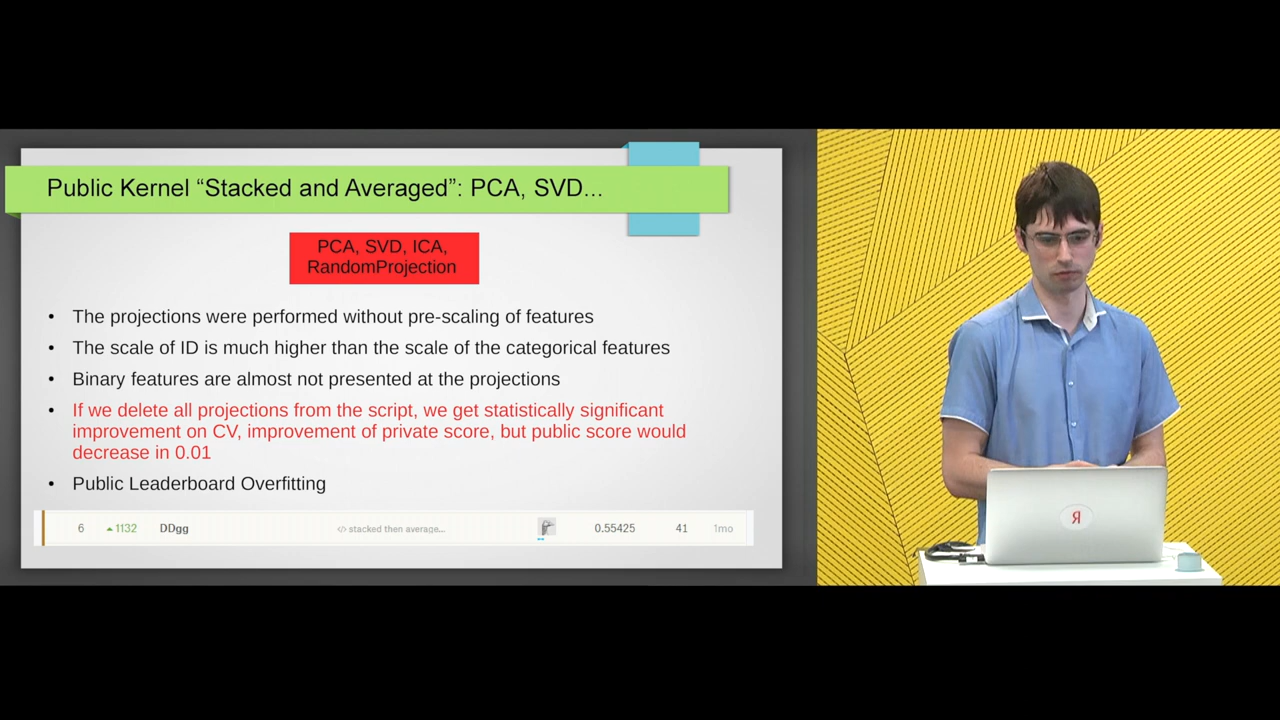 Public Kernel “Stacked and Averaged”: PCA, SVD...
PCA, SVD, ICA,
RandomProjection
• The projections were performed without pre-scaling of features
• The scale of ID is much higher than the scale of the categorical features
• Binary features are almost not presented at the projections
• If we delete all projections from the script, we get statistically significant
improvement on CV, improvement of private score, but public score would
decrease in 0.01
• Public Leaderboard Overfitting
6 1132 DDgg </> stacked then average... 0.55425 41 1mo
Я